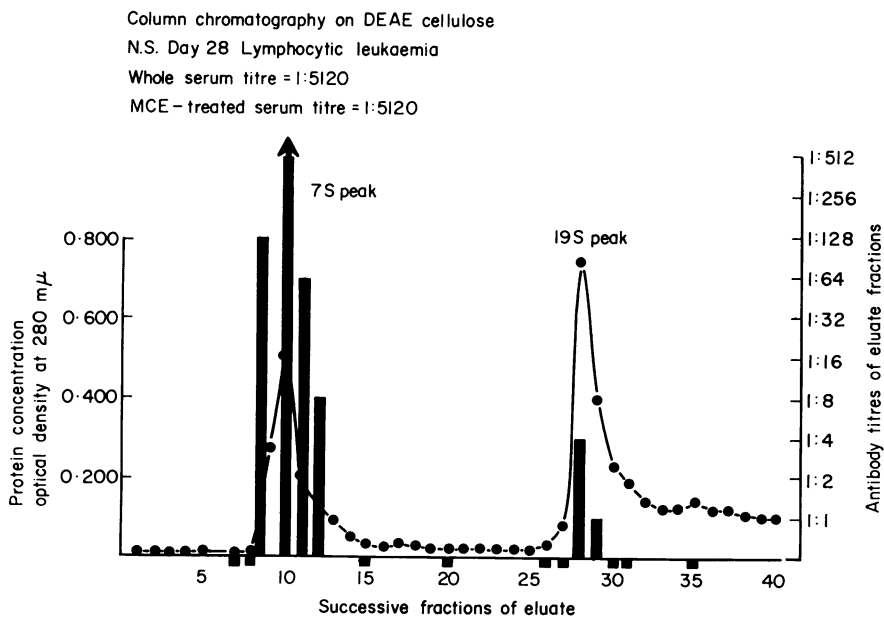 Column chromatography on DEAE cellulose
N.S. Day 28 Lymphocytic leukaemia
Whole serum titre = 1:5120
MCE-treated serum titre = 1:5120
7S peak
19S peak
0·800
0·600
0·400
0·200
Protein concentration
optical density at 280 mμ
1:512
1:256
1:128
1:64
1:32
1:16
1:8
1:4
1:2
1:1
Antibody titres of eluate fractions
5
10
15
20
25
30
35
40
Successive fractions of eluate